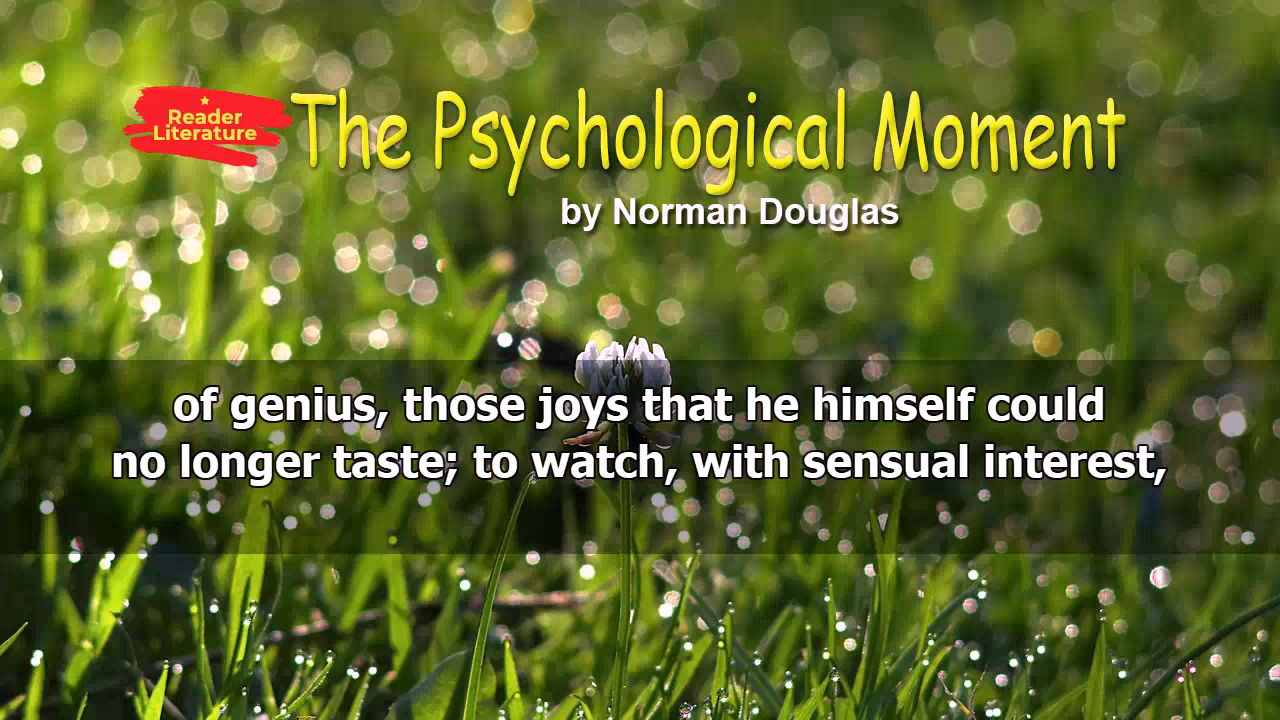 Reader
Literature
The Psychological Moment
by Norman Douglas
of genius, those joys that he himself could
no longer taste; to watch, with sensual interest,